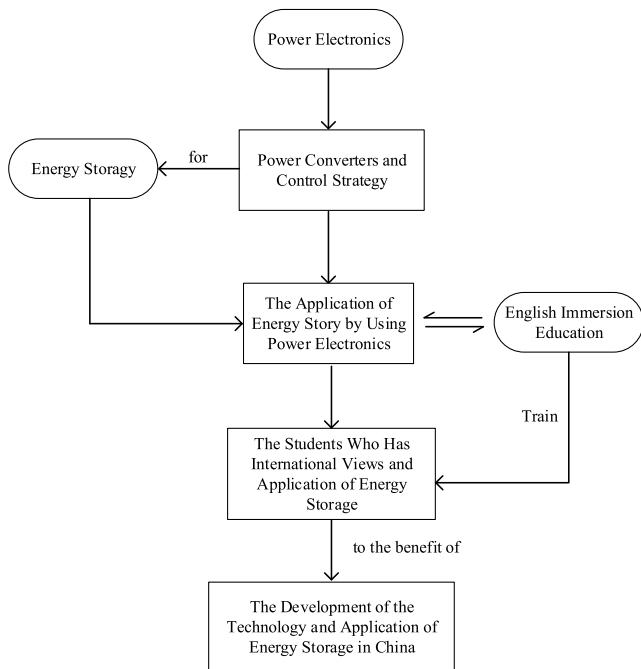 Power Electronics
Energy Storagy
for
Power Converters and
Control Strategy
The Application of
Energy Story by Using
Power Electronics
English Immersion
Education
Train
The Students Who Has
International Views and
Application of Energy
Storage
to the benefit of
The Development of the
Technology and Application of
Energy Storage in China